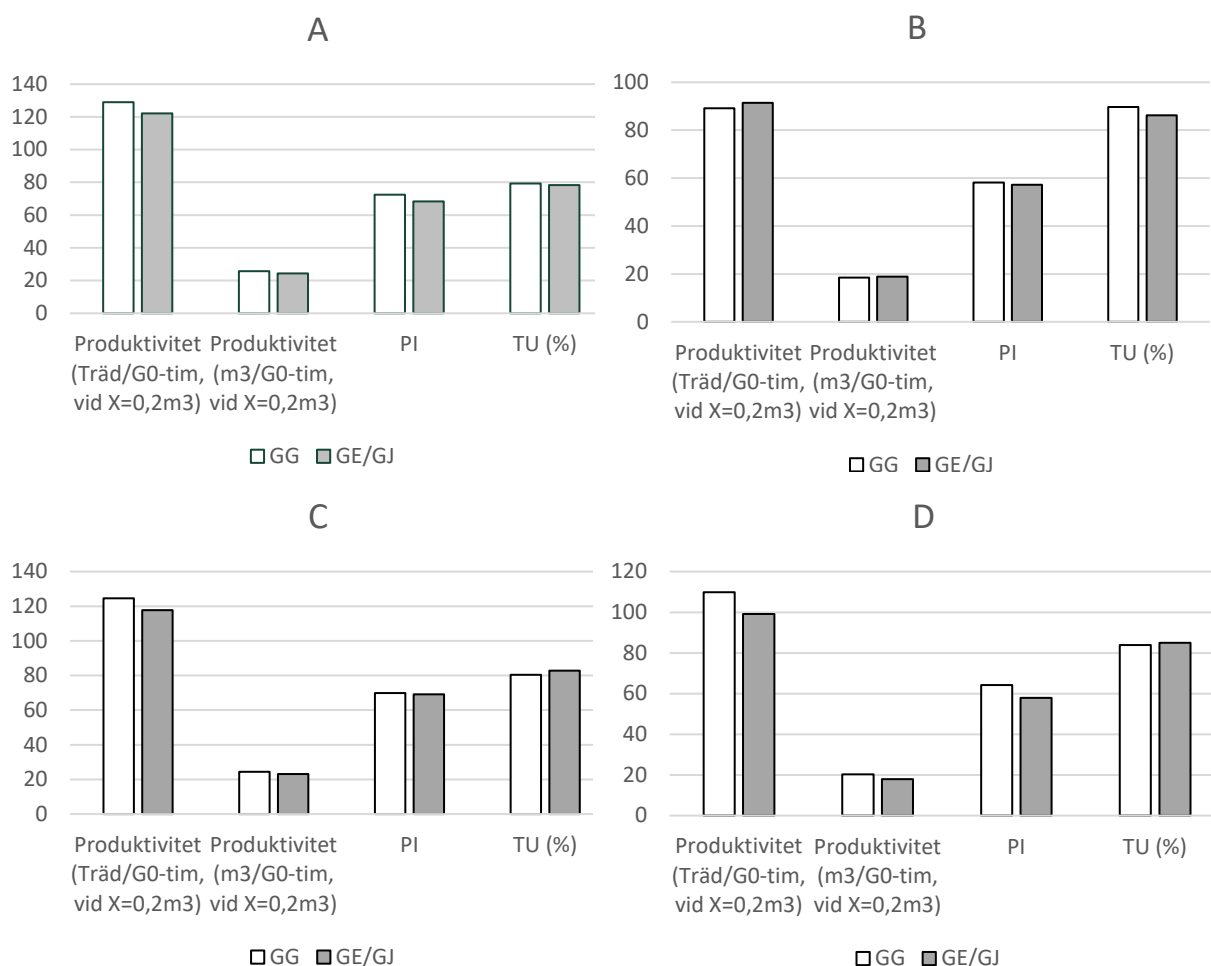 A
140
120
100
80
60
40
20
0
Produktivitet Produktivitet PI TU (%)
(Träd/G0-tim, (m3/G0-tim,
vid X=0,2m3) vid X=0,2m3)
GG GE/GJ
B
100
80
60
40
20
0
Produktivitet Produktivitet PI TU (%)
(Träd/G0-tim, (m3/G0-tim,
vid X=0,2m3) vid X=0,2m3)
GG GE/GJ
C
140
120
100
80
60
40
20
0
Produktivitet Produktivitet PI TU (%)
(Träd/G0-tim, (m3/G0-tim,
vid X=0,2m3) vid X=0,2m3)
GG GE/GJ
D
120
100
80
60
40
20
0
Produktivitet Produktivitet PI TU (%)
(Träd/G0-tim, (m3/G0-tim,
vid X=0,2m3) vid X=0,2m3)
GG GE/GJ